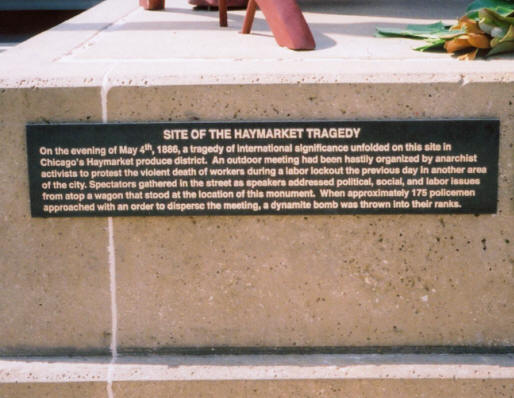 SITE OF THE HAYMARKET TRAGEDY
On the evening of May 4th, 1886, a tragedy of international significance unfolded on this site in
Chicago's Haymarket produce district. An outdoor meeting had been hastily organized by anarchist
activists to protest the violent death of workers during a labor lockout the previous day in another area
of the city. Spectators gathered in the street as speakers addressed political, social, and labor issues
from atop a wagon that stood at the location of this monument. When approximately 175 policemen
approached with an order to disperse the meeting, a dynamite bomb was thrown into their ranks.